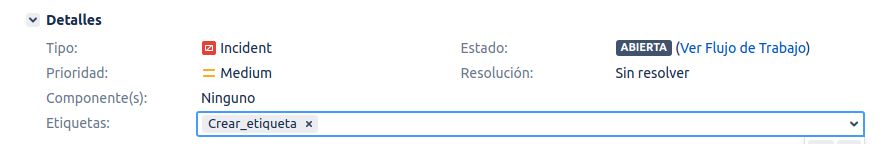 Detalles
Tipo: Incident Estado: ABIERTA (Ver Flujo de Trabajo)
Prioridad: Medium Resolución: Sin resolver
Componente(s): Ninguno
Etiquetas: Crear_etiqueta ×